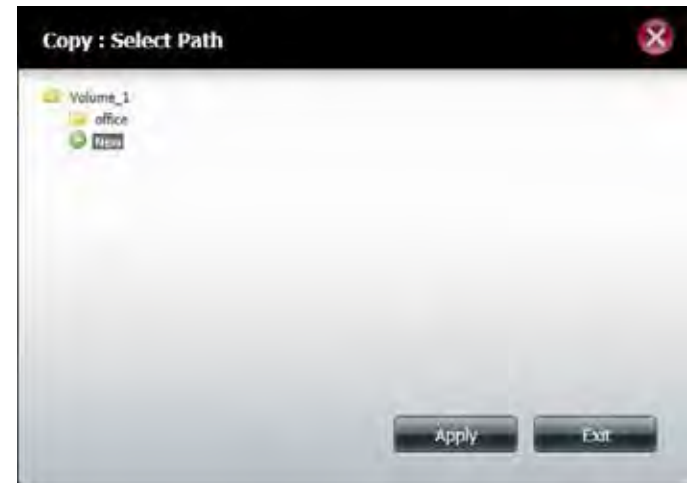 Copy : Select Path
Volume_1
office
New
Apply
Exit